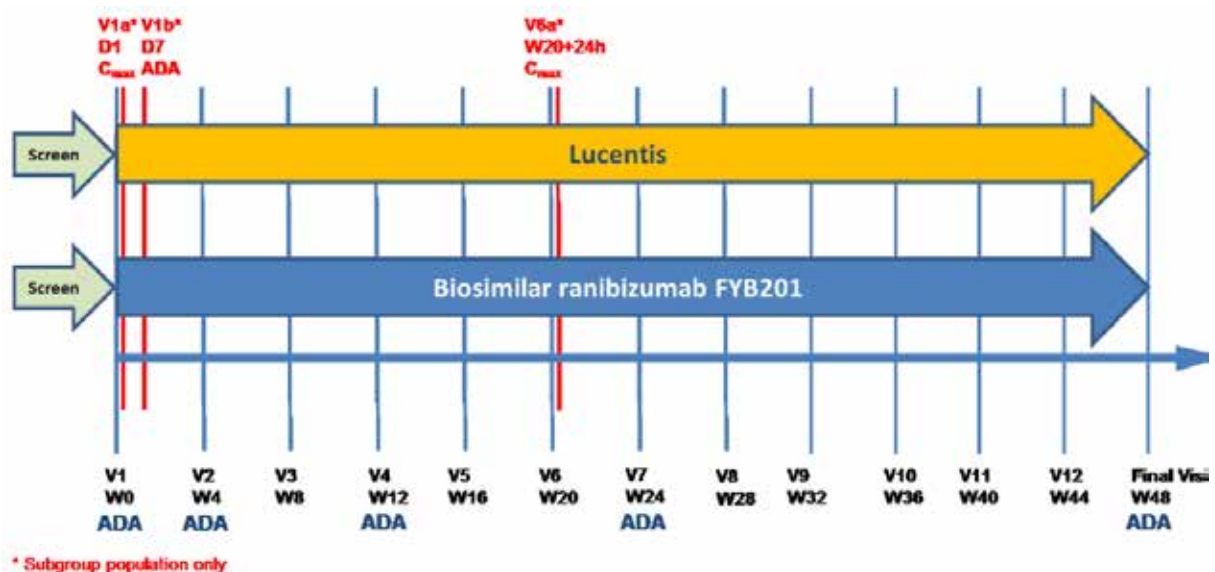 V1a* V1b*
D1 D7
Cmax ADA
V6a*
W20+24h
Cmax
Screen
Lucentis
Screen
Biosimilar ranibizumab FYB201
V1 V2 V3 V4 V5 V6 V7 V8 V9 V10 V11 V12 Final Visi
W0 W4 W8 W12 W16 W20 W24 W28 W32 W36 W40 W44 W48
ADA ADA ADA ADA ADA
* Subgroup population only